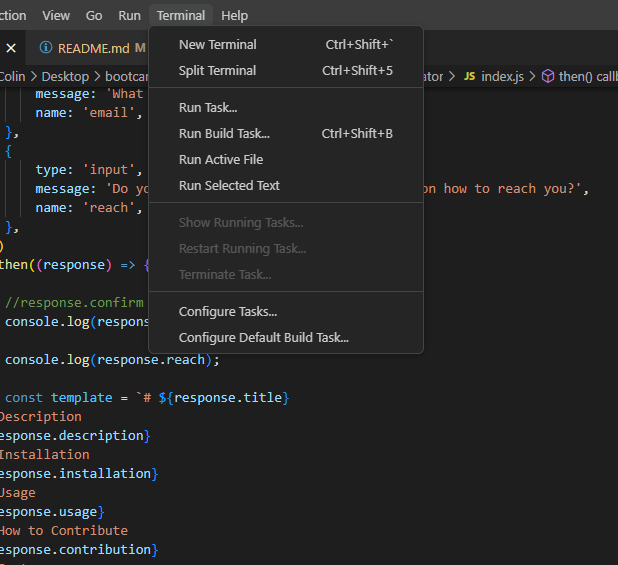 ction View Go Run Terminal Help
× README.md M
Colin > Desktop > bootcar
ator > JS index.js > then() callb
New Terminal Ctrl+Shift+`
Split Terminal Ctrl+Shift+5
Run Task...
Run Build Task... Ctrl+Shift+B
Run Active File
Run Selected Text
Show Running Tasks...
Restart Running Task...
Terminate Task...
Configure Tasks...
Configure Default Build Task...
message: 'What
name: 'email',
},
{
type: 'input',
message: 'Do yo
on how to reach you?',
name: 'reach',
},
)
then((response) => {
//response.confirm
console.log(respons
console.log(response.reach);
const template = `# ${response.title}
Description
esponse.description}
Installation
esponse.installation}
Usage
esponse.usage}
How to Contribute
esponse.contribution}